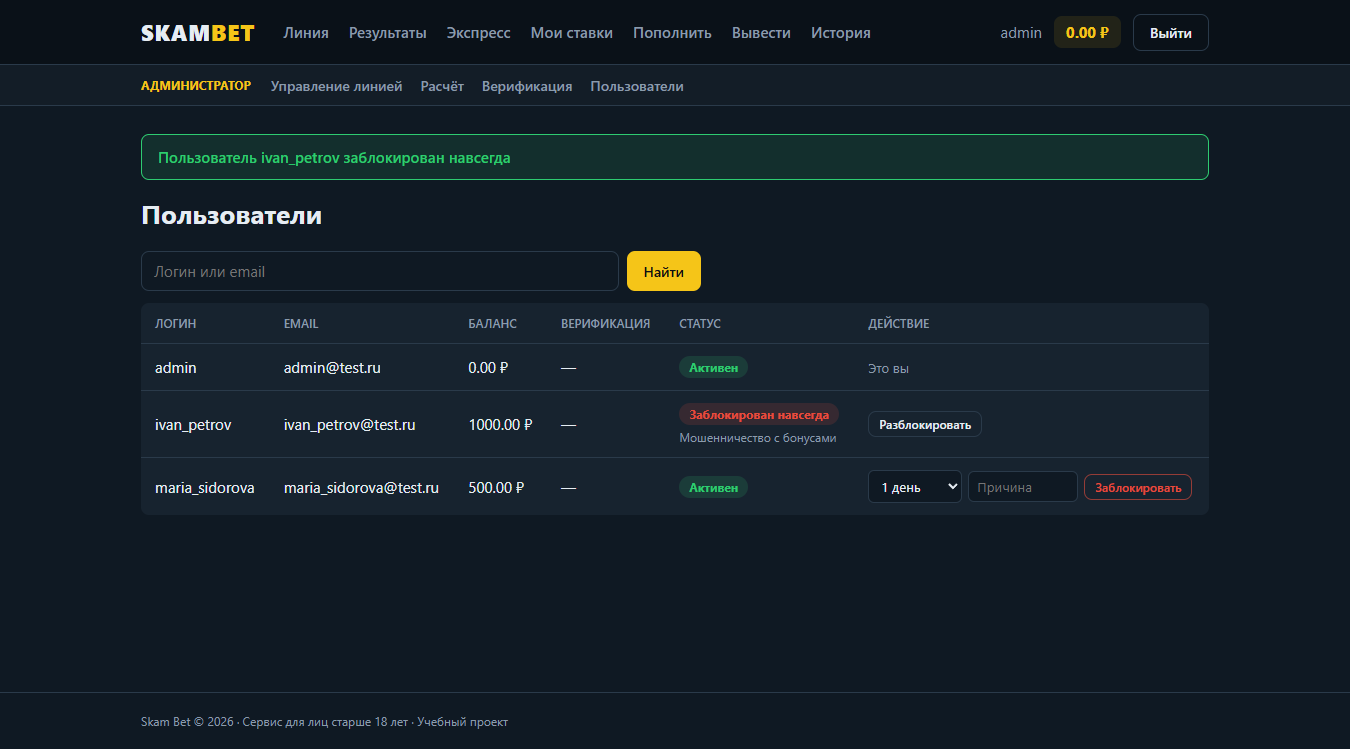 SKAMBET Линия Результаты Экспресс Мои ставки Пополнить Вывести История admin 0.00 ₽ Выйти
АДМИНИСТРАТОР Управление линией Расчёт Верификация Пользователи
Пользователь ivan_petrov заблокирован навсегда
Пользователи
Логин или email Найти
ЛОГИН EMAIL БАЛАНС ВЕРИФИКАЦИЯ СТАТУС ДЕЙСТВИЕ
admin admin@test.ru 0.00 ₽ — Активен Это вы
ivan_petrov ivan_petrov@test.ru 1000.00 ₽ — Заблокирован навсегда Разблокировать
Мошенничество с бонусами
maria_sidorova maria_sidorova@test.ru 500.00 ₽ — Активен 1 день Причина Заблокировать
Skam Bet © 2026 · Сервис для лиц старше 18 лет · Учебный проект